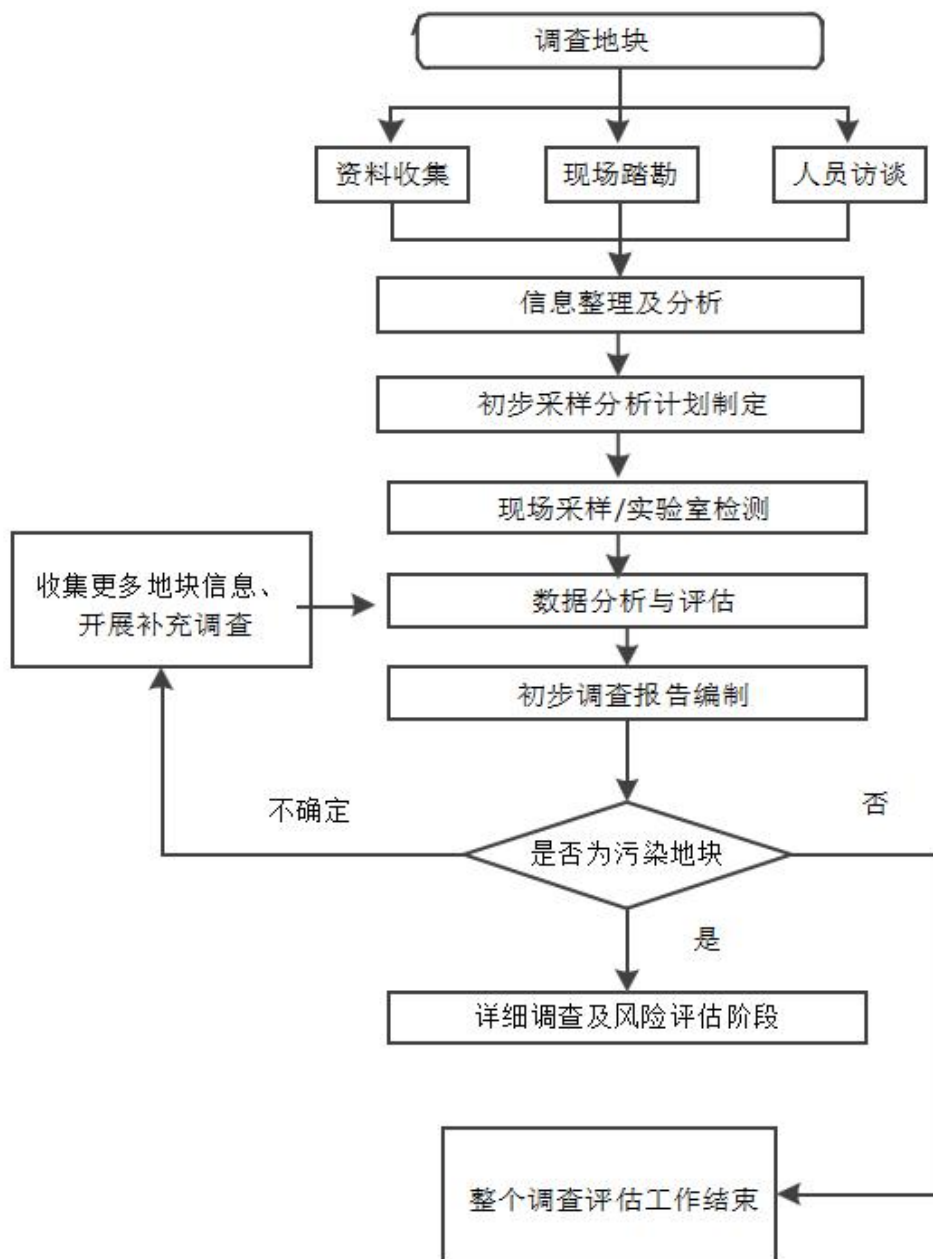 调查地块
资料收集
现场踏勘
人员访谈
信息整理及分析
初步采样分析计划制定
现场采样/实验室检测
收集更多地块信息、
开展补充调查
数据分析与评估
初步调查报告编制
不确定
否
是否为污染地块
是
详细调查及风险评估阶段
整个调查评估工作结束